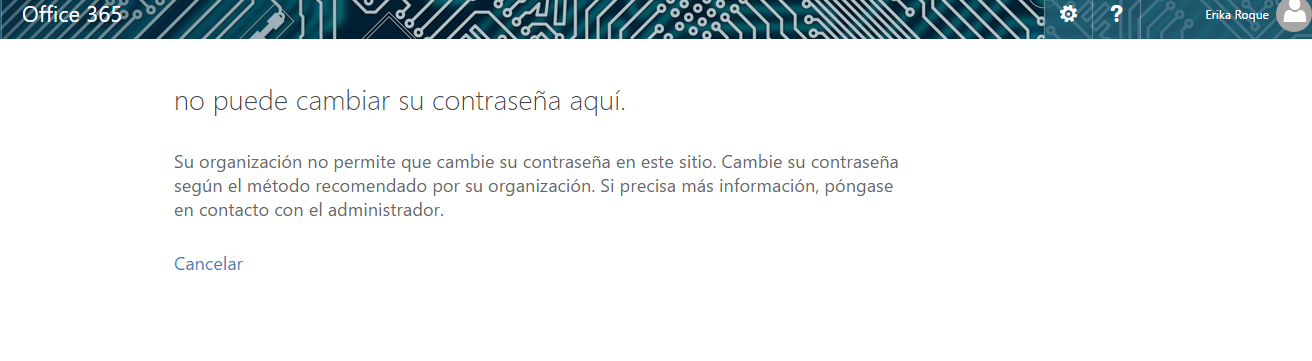 Office 365
?
Erika Roque
no puede cambiar su contraseña aquí.
Su organización no permite que cambie su contraseña en este sitio. Cambie su contraseña
según el método recomendado por su organización. Si precisa más información, póngase
en contacto con el administrador.
Cancelar